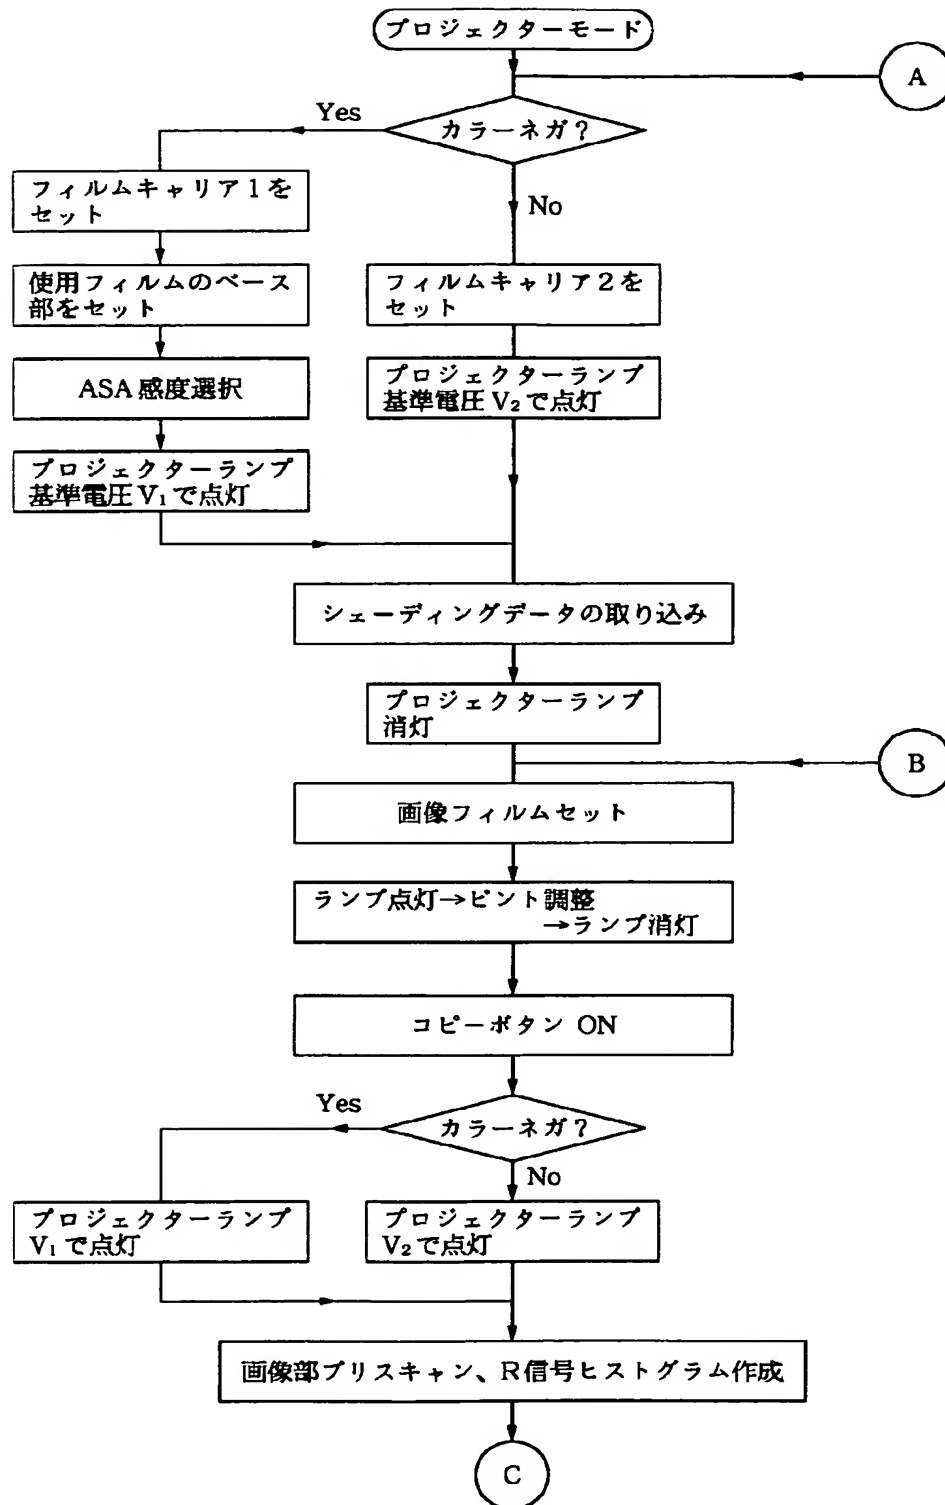 プロジェクターモード
A
カラーネガ?
Yes
No
フィルムキャリア1を
セット
使用フィルムのベース
部をセット
ASA感度選択
プロジェクターランプ
基準電圧V₁で点灯
フィルムキャリア2を
セット
プロジェクターランプ
基準電圧V₂で点灯
シェーディングデータの取り込み
プロジェクターランプ
消灯
B
画像フィルムセット
ランプ点灯→ピント調整
→ランプ消灯
コピーボタン ON
カラーネガ?
Yes
No
プロジェクターランプ
V₁で点灯
プロジェクターランプ
V₂で点灯
画像部プリスキャン、R信号ヒストグラム作成
C